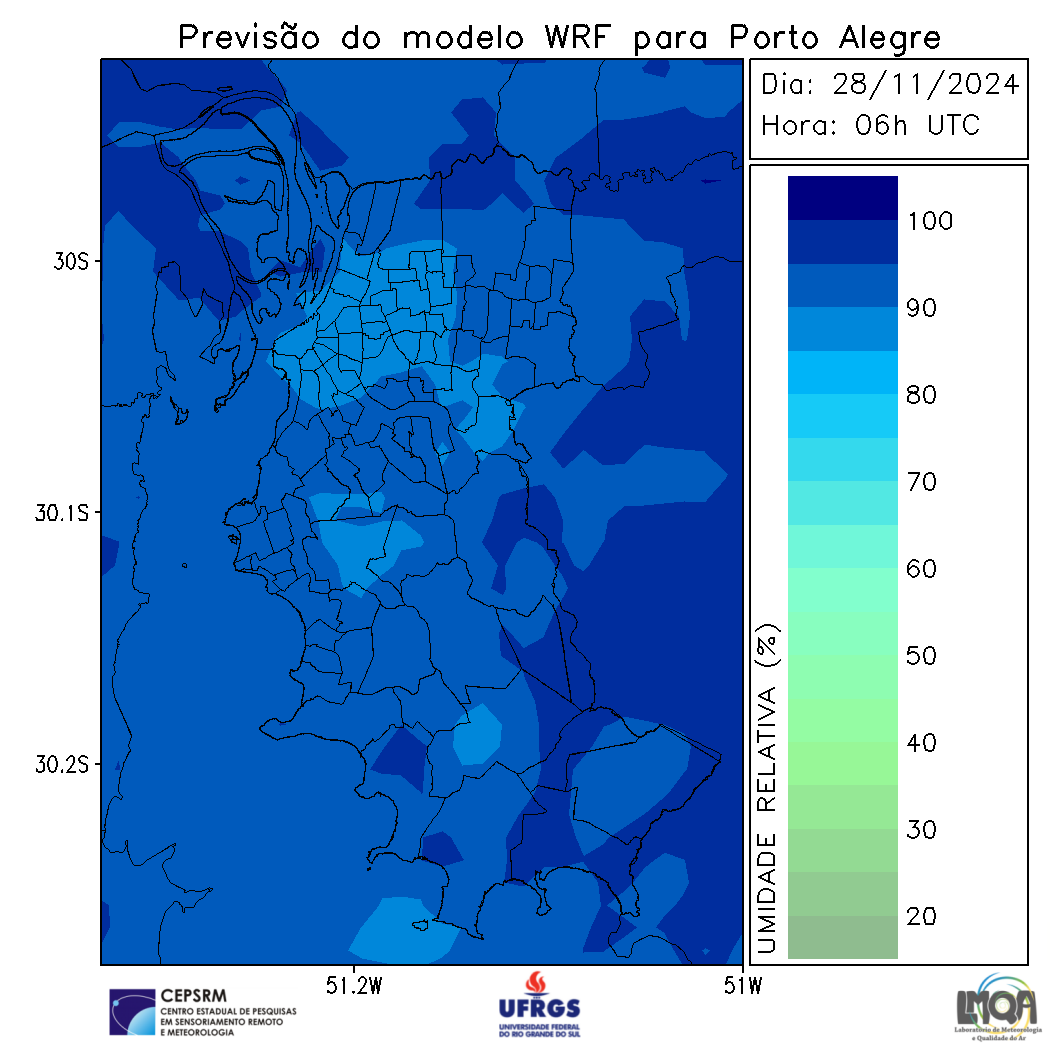 Previsão do modelo WRF para Porto Alegre
Dia: 28/11/2024
Hora: 06h UTC
30S
30.1S
30.2S
51.2W
51W
100
90
80
70
60
50
40
30
20
UMIDADE RELATIVA (%)
CEPSRM
CENTRO ESTADUAL DE PESQUISAS
EM SENSORIAMENTO REMOTO
E METEOROLOGIA
UFRGS
UNIVERSIDADE FEDERAL
DO RIO GRANDE DO SUL
LMQA
Laboratório de Meteorologia
e Qualidade do Ar